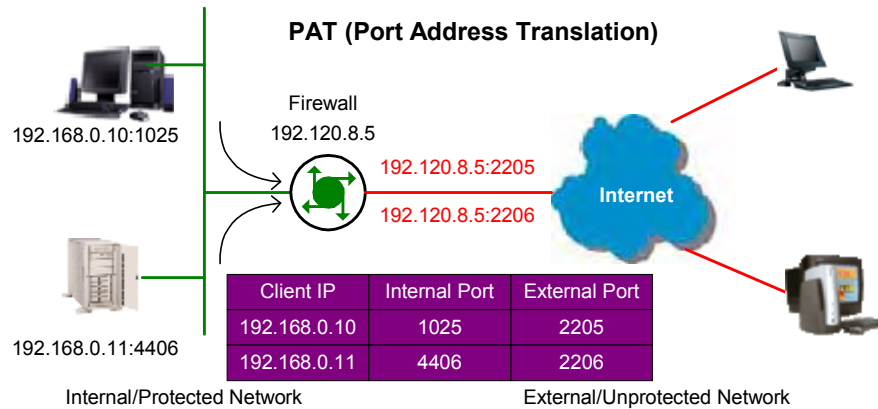 PAT (Port Address Translation)
192.168.0.10:1025
Firewall
192.120.8.5
192.120.8.5:2205
192.120.8.5:2206
Internet
192.168.0.11:4406
Client IP Internal Port External Port
192.168.0.10 1025 2205
192.168.0.11 4406 2206
Internal/Protected Network
External/Unprotected Network